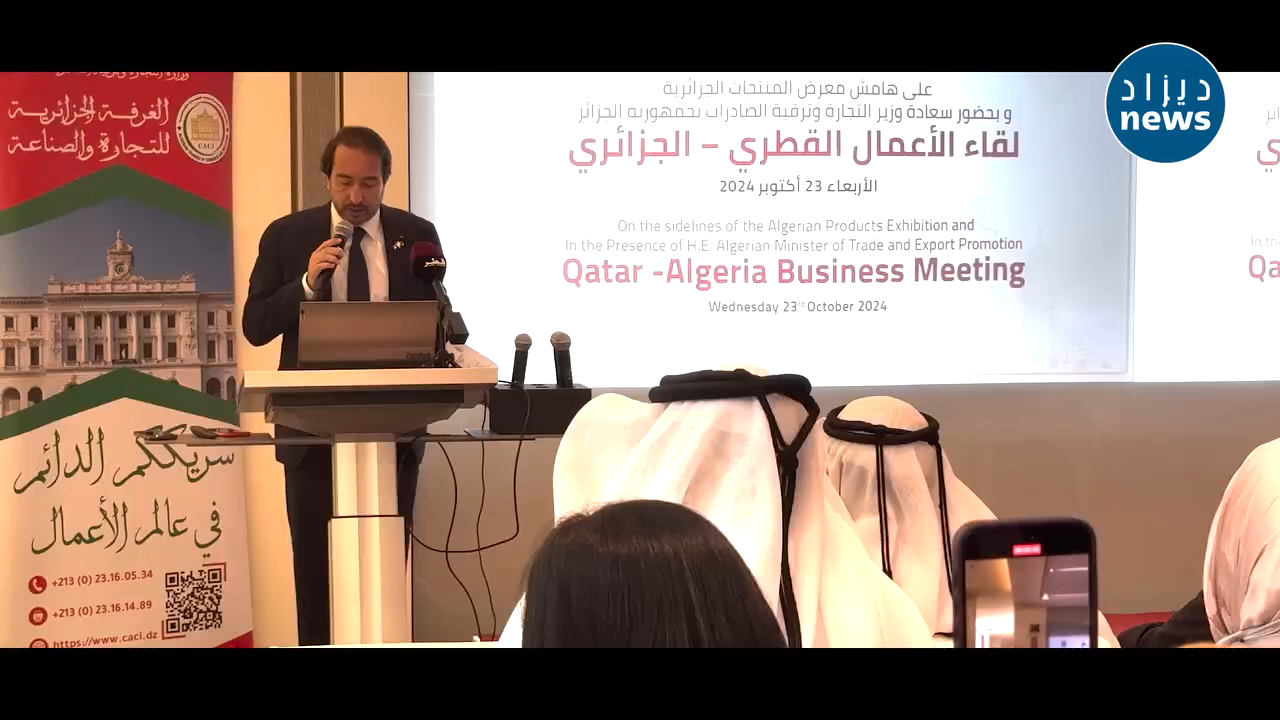 ديزاد
news
الغرفة الجزائرية
للتجارة والصناعة
CACI
شريككم الدائم
في عالم الأعمال
+213 (0) 23.16.05.34
+213 (0) 23.16.14.89
https://www.caci.dz
على هامش معرض المنتجات الجزائرية
و بحضور سعادة وزير التجارة وترقية الصادرات بجمهورية الجزائر
لقاء الأعمال القطري – الجزائري
الأربعاء 23 أكتوبر 2024
On the sidelines of the Algerian Products Exhibition and
In the Presence of H.E. Algerian Minister of Trade and Export Promotion
Qatar -Algeria Business Meeting
Wednesday 23rd October 2024